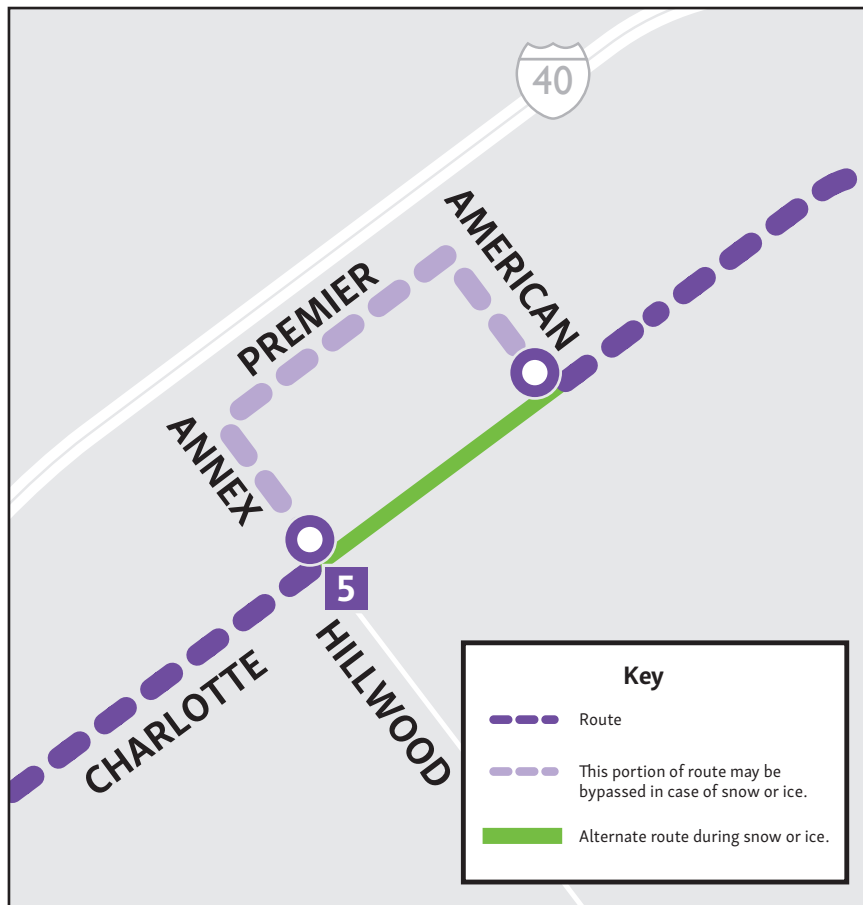 40
AMERICAN
PREMIER
ANNEX
5
CHARLOTTE
HILLWOOD
Key
Route
This portion of route may be
bypassed in case of snow or ice.
Alternate route during snow or ice.